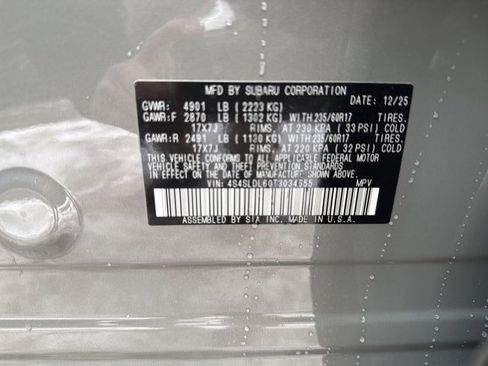 MFD BY SUBARU CORPORATION
GVWR: 4901 LB (2223 KG) DATE: 12/25
GAWR:F 2870 LB (1302 KG) WITH 235/60R17 TIRES.
17X7J RIMS. AT 230 KPA (33 PSI) COLD
GAWR:R 2491 LB (1130 KG) WITH 235/60R17 TIRES.
17X7J RIMS. AT 220 KPA (32 PSI) COLD
THIS VEHICLE CONFORMS TO ALL APPLICABLE FEDERAL MOTOR
VEHICLE SAFETY AND THEFT PREVENTION STANDARDS IN
EFFECT ON THE DATE OF MANUFACTURE SHOWN ABOVE.
VIN: 4S4SLDL6GT3034655 MPV
ASSEMBLED BY SIA INC. MADE IN U.S.A.